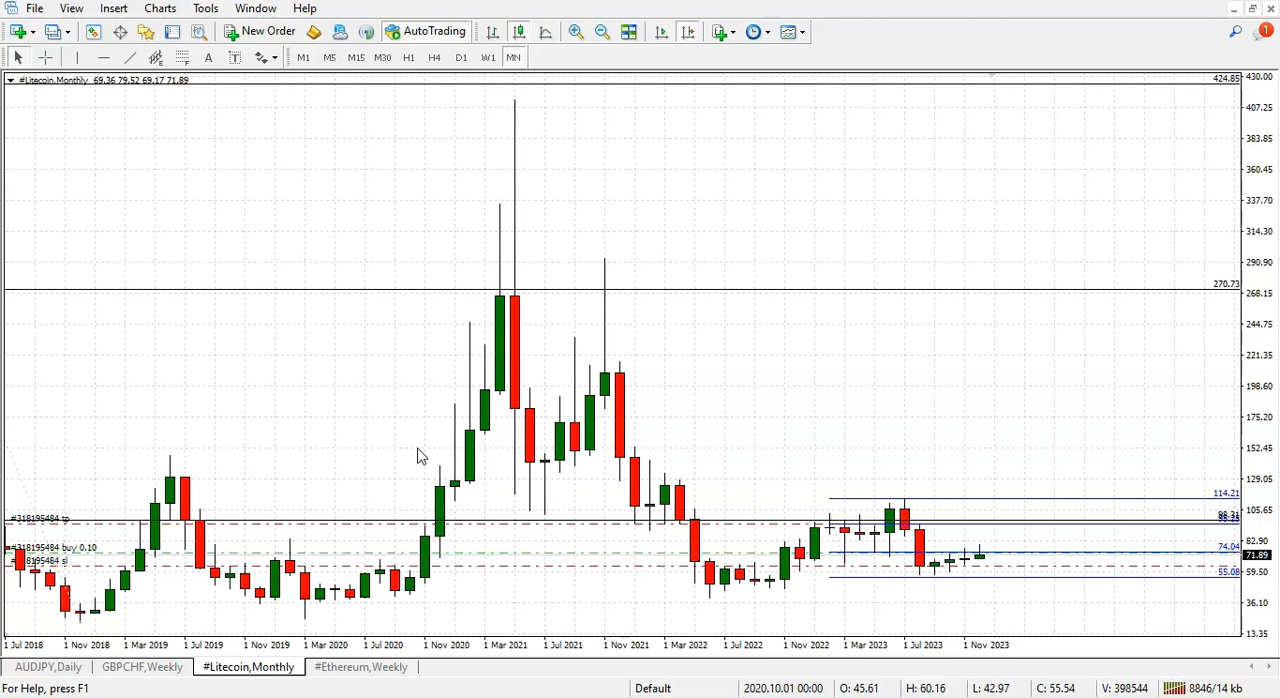 File View Insert Charts Tools Window Help
New Order AutoTrading 1
A T M1 M5 M15 M30 H1 H4 D1 W1 MN
#Litecoin,Monthly 69.36 79.52 69.17 71.89
424.85
430.00
407.25
383.85
360.45
337.70
314.30
290.90
270.73
268.15
244.75
221.35
198.60
175.20
152.45
129.05
114.21
105.65
#318195484 tp
98.31
82.90
#318195484 buy 0.10
74.04
71.89
#318195484 sl
55.08
59.50
36.10
13.35
1 Jul 2018 1 Nov 2018 1 Mar 2019 1 Jul 2019 1 Nov 2019 1 Mar 2020 1 Jul 2020 1 Nov 2020 1 Mar 2021 1 Jul 2021 1 Nov 2021 1 Mar 2022 1 Jul 2022 1 Nov 2022 1 Mar 2023 1 Jul 2023 1 Nov 2023
AUDJPY,Daily GBPCHF,Weekly #Litecoin,Monthly #Ethereum,Weekly
For Help, press F1 Default 2020.10.01 00:00 O: 45.61 H: 60.16 L: 42.97 C: 55.54 V: 398544 8846/14 kb